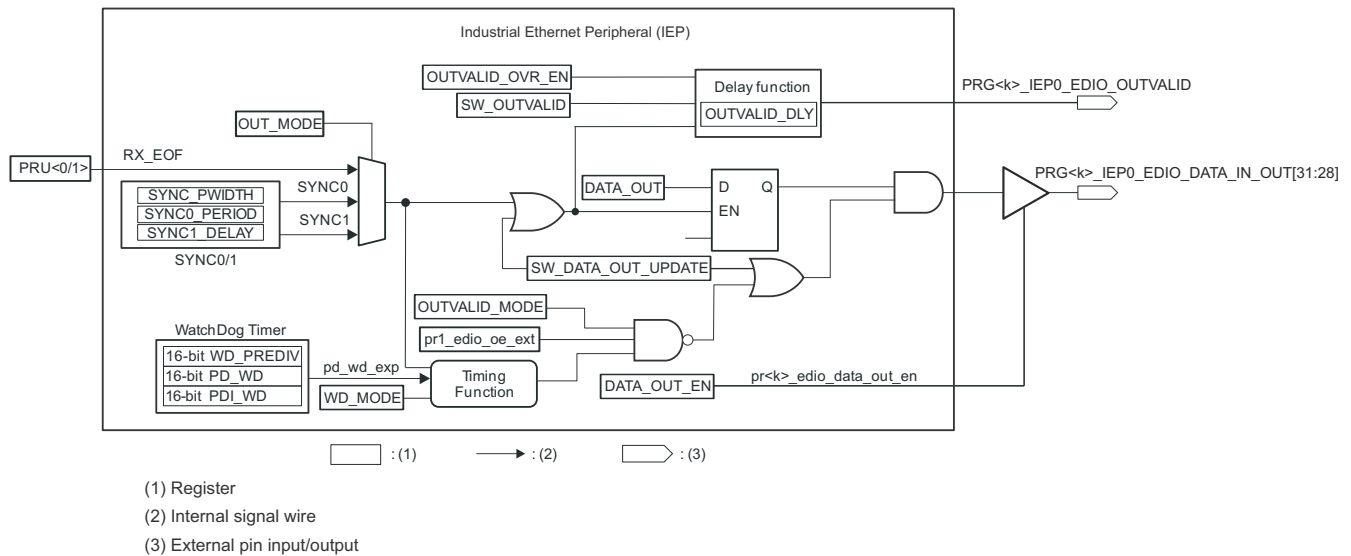 Industrial Ethernet Peripheral (IEP)
OUTVALID_OVR_EN
SW_OUTVALID
Delay function
OUTVALID_DLY
PRG<k>_IEP0_EDIO_OUTVALID
OUT_MODE
PRU<0/1>
RX_EOF
SYNC_PWIDTH
SYNC0_PERIOD
SYNC1_DELAY
SYNC0
SYNC1
SYNC0/1
DATA_OUT
D
Q
EN
PRG<k>_IEP0_EDIO_DATA_IN_OUT[31:28]
SW_DATA_OUT_UPDATE
OUTVALID_MODE
pr1_edio_oe_ext
WatchDog Timer
16-bit WD_PREDIV
16-bit PD_WD
16-bit PDI_WD
pd_wd_exp
WD_MODE
Timing
Function
DATA_OUT_EN
pr<k>_edio_data_out_en
: (1)
: (2)
: (3)
(1) Register
(2) Internal signal wire
(3) External pin input/output